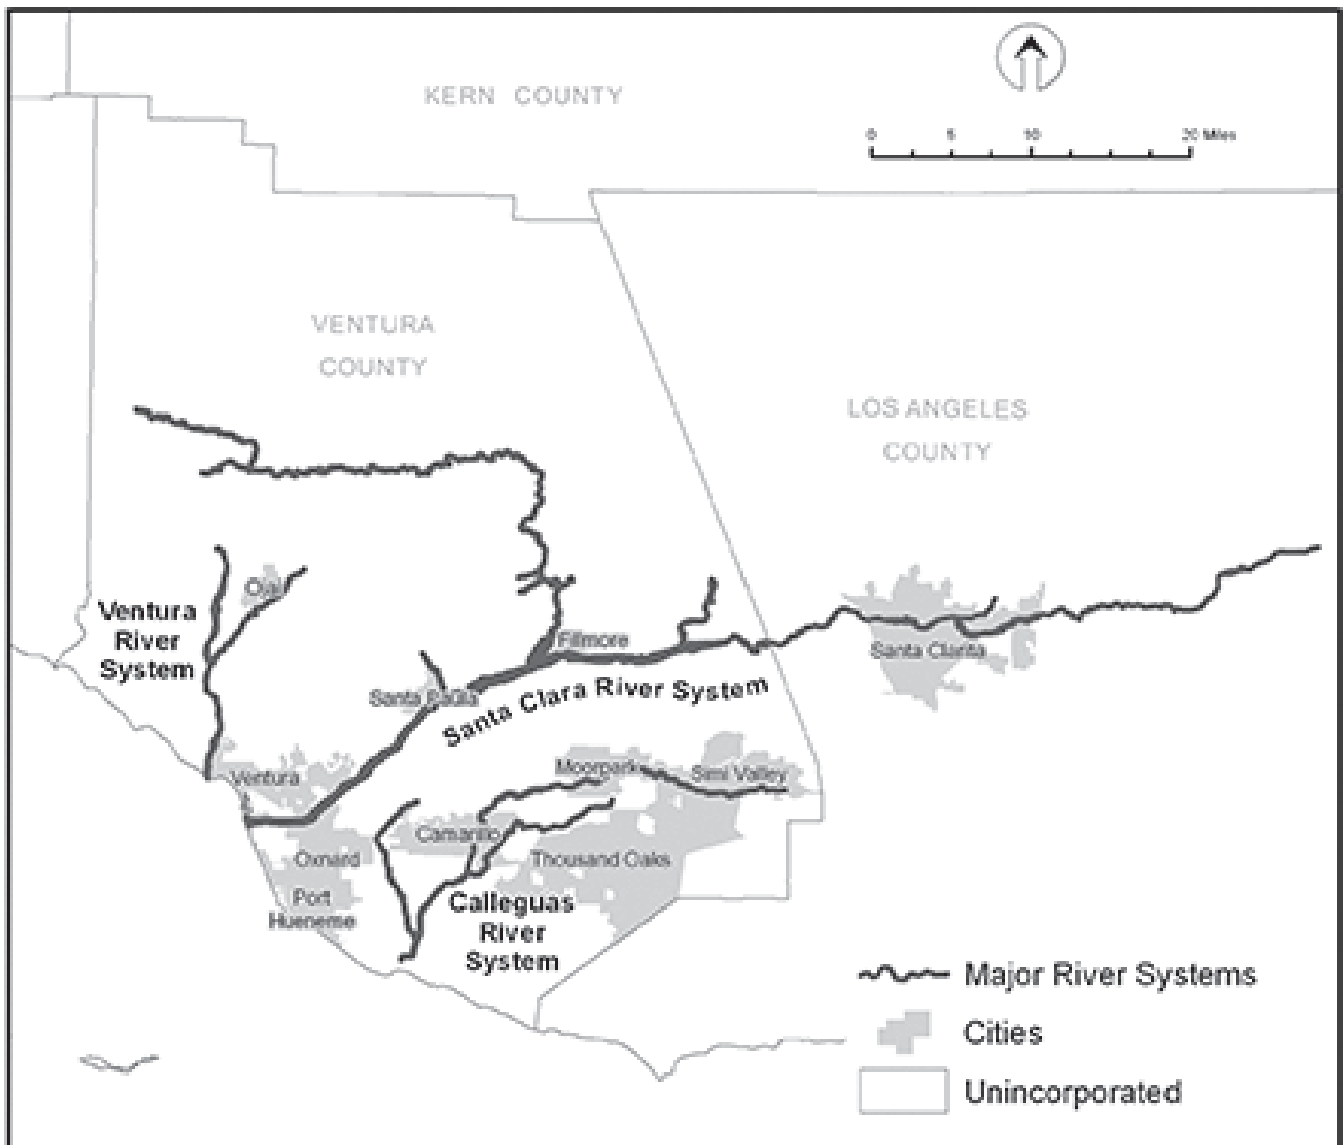 KERN COUNTY
0 5 10 20 Miles
VENTURA
COUNTY
LOS ANGELES
COUNTY
Ojai
Ventura
River
System
Fillmore
Santa Clarita
Santa Paula
Santa Clara River System
Ventura
Moorpark
Simi Valley
Camarillo
Oxnard
Thousand Oaks
Port
Hueneme
Calleguas
River
System
Major River Systems
Cities
Unincorporated